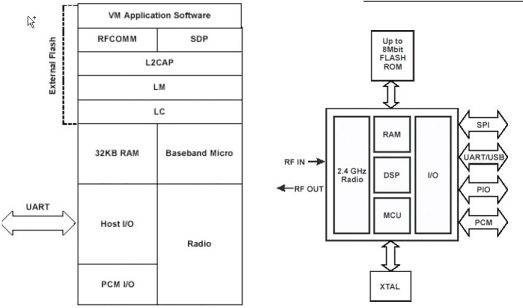 VM Application Software
RFCOMM SDP
External Flash
L2CAP
LM
LC
32KB RAM Baseband Micro
UART
Host I/O
Radio
PCM I/O
Up to
8Mbit
FLASH
ROM
RF IN
RF OUT
2.4 GHz
Radio
RAM
DSP
MCU
I/O
SPI
UART/USB
PIO
PCM
XTAL